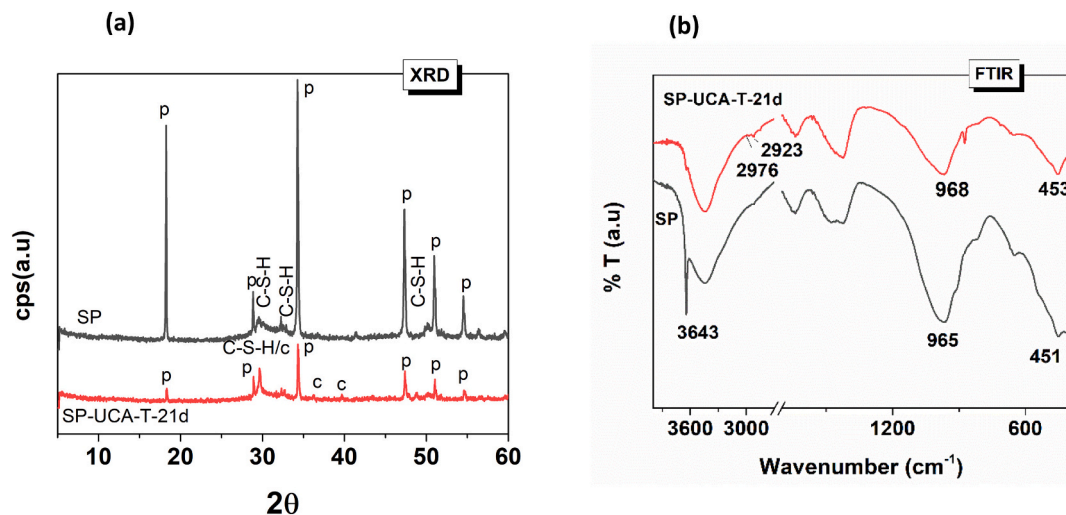 (a)
XRD
cps(a.u)
p
p
p
p
p
p
C-S-H
C-S-H
C-S-H
SP
C-S-H/c
p
p
p
c
c
p
p
p
SP-UCA-T-21d
10
20
30
40
50
60
2θ
(b)
FTIR
% T (a.u)
SP-UCA-T-21d
2923
2976
968
453
SP
3643
965
451
3600
3000
1200
600
Wavenumber (cm⁻¹)